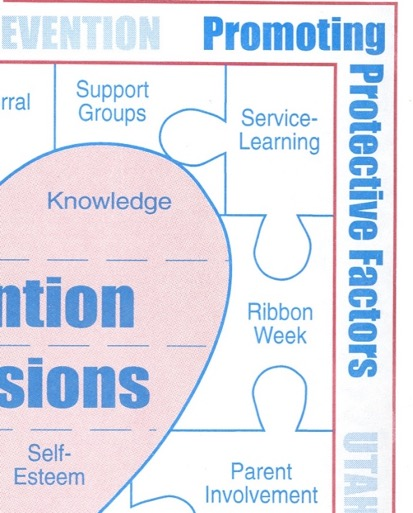 EVENTION Promoting
Protective Factors
UTAH
rral
Support
Groups
Service-
Learning
Knowledge
ntion
Ribbon
Week
sions
Self-
Esteem
Parent
Involvement